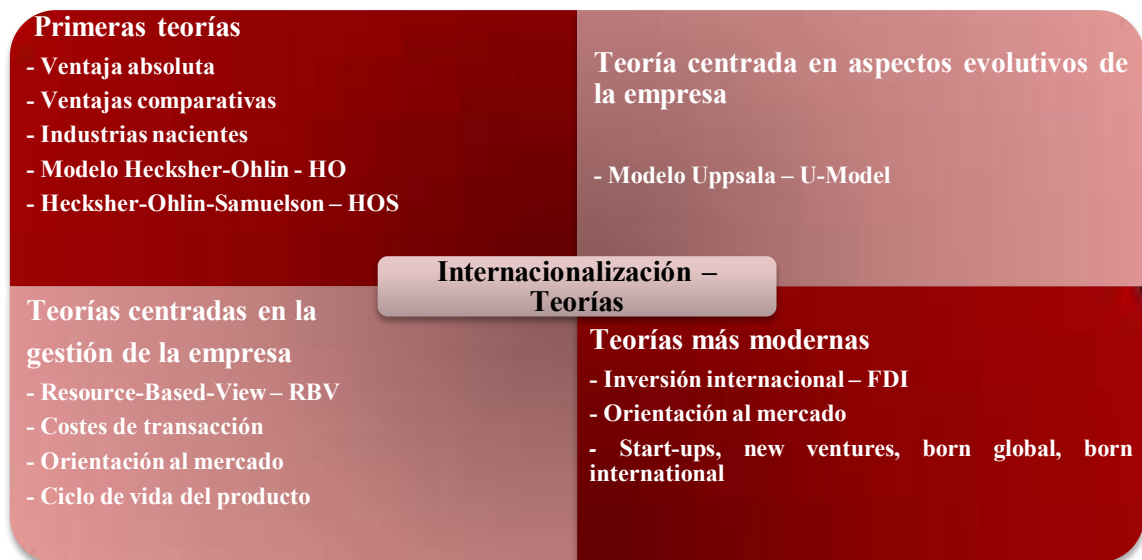 Primeras teorías
- Ventaja absoluta
- Ventajas comparativas
- Industrias nacientes
- Modelo Hecksher-Ohlin - HO
- Hecksher-Ohlin-Samuelson – HOS
Teoría centrada en aspectos evolutivos de
la empresa
- Modelo Uppsala – U-Model
Internacionalización –
Teorías
Teorías centradas en la
gestión de la empresa
- Resource-Based-View – RBV
- Costes de transacción
- Orientación al mercado
- Ciclo de vida del producto
Teorías más modernas
- Inversión internacional – FDI
- Orientación al mercado
- Start-ups, new ventures, born global, born
international